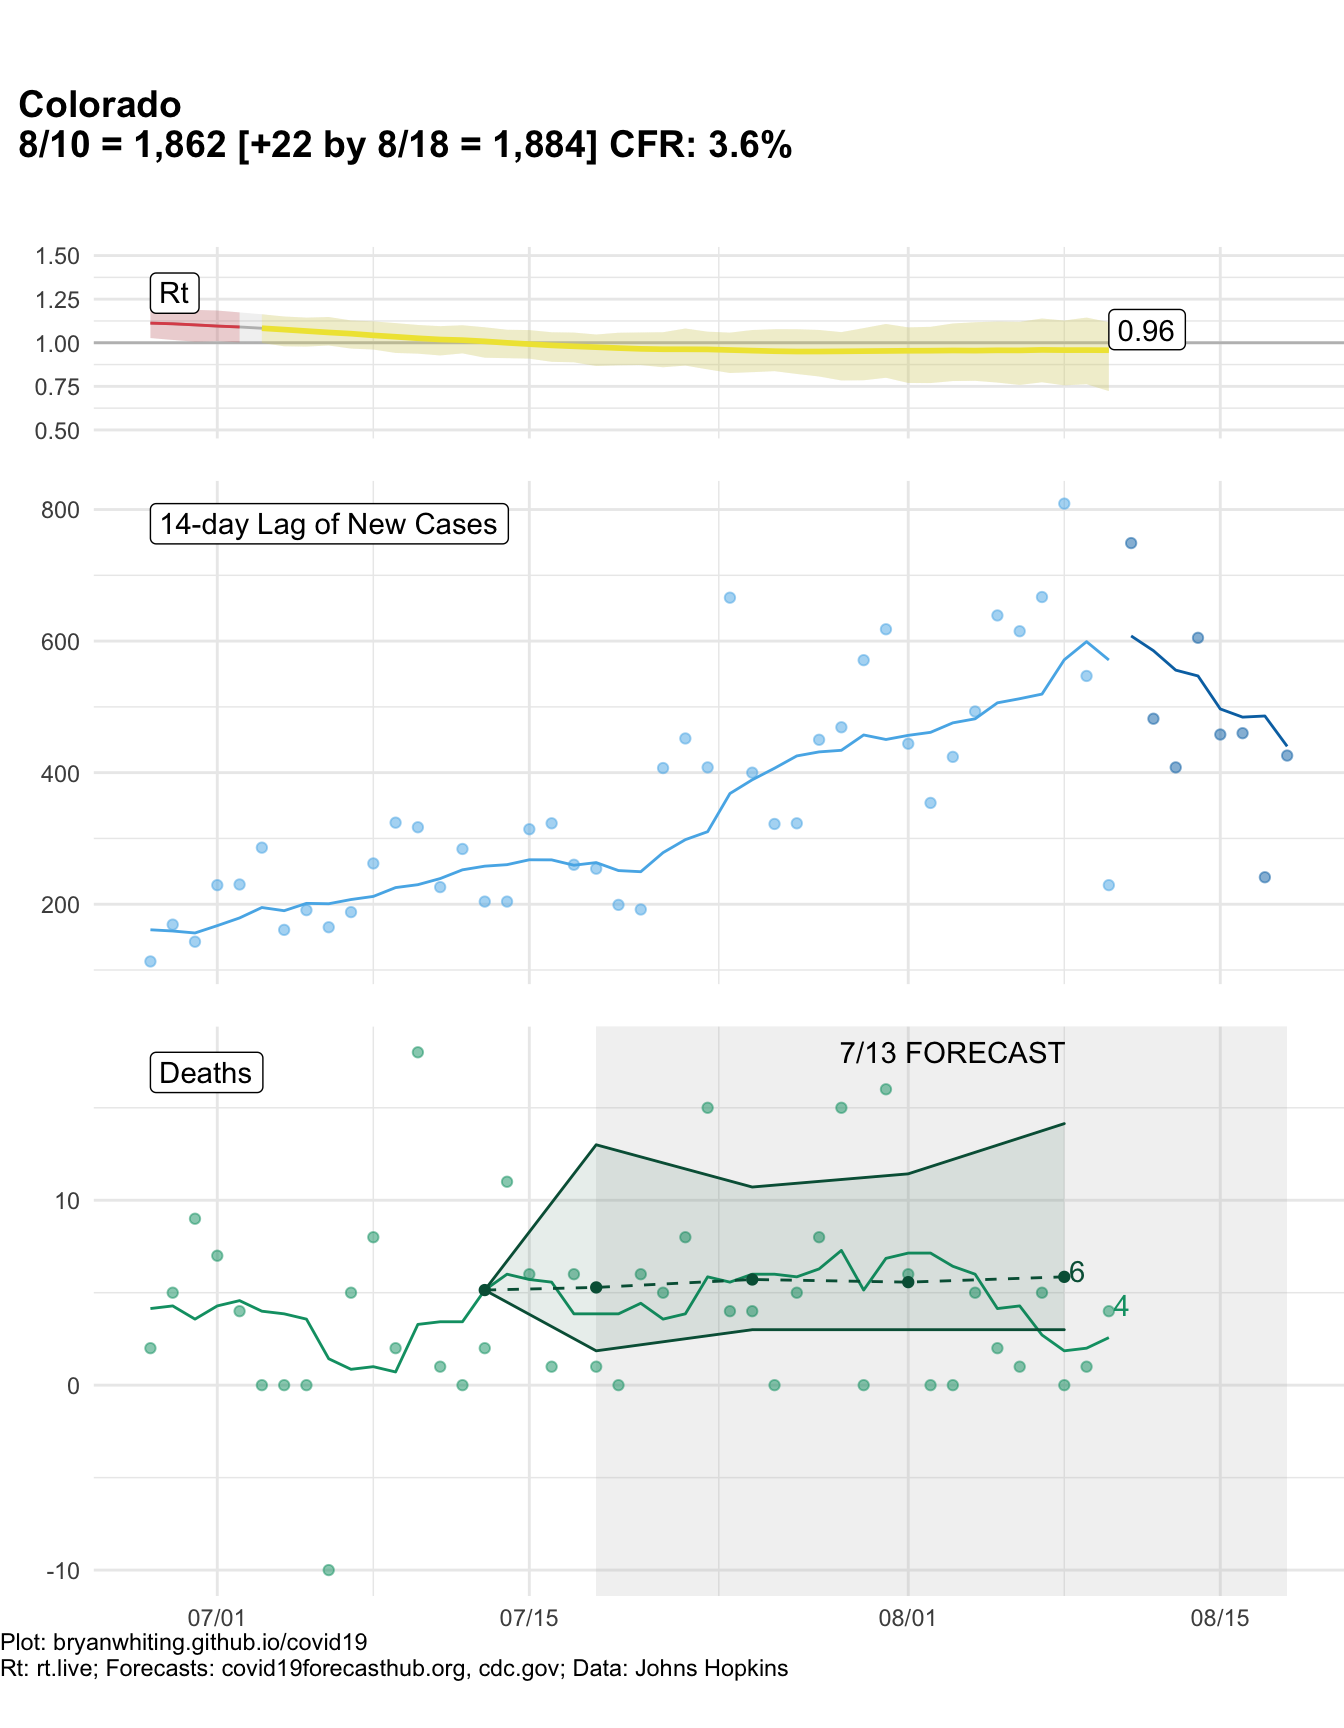 Colorado
8/10 = 1,862 [+22 by 8/18 = 1,884] CFR: 3.6%
1.50
1.25
1.00
0.75
0.50
Rt
0.96
800
600
400
200
14-day Lag of New Cases
10
0
-10
Deaths
7/13 FORECAST
6
4
07/01 07/15 08/01 08/15
Plot: bryanwhiting.github.io/covid19
Rt: rt.live; Forecasts: covid19forecasthub.org, cdc.gov; Data: Johns Hopkins